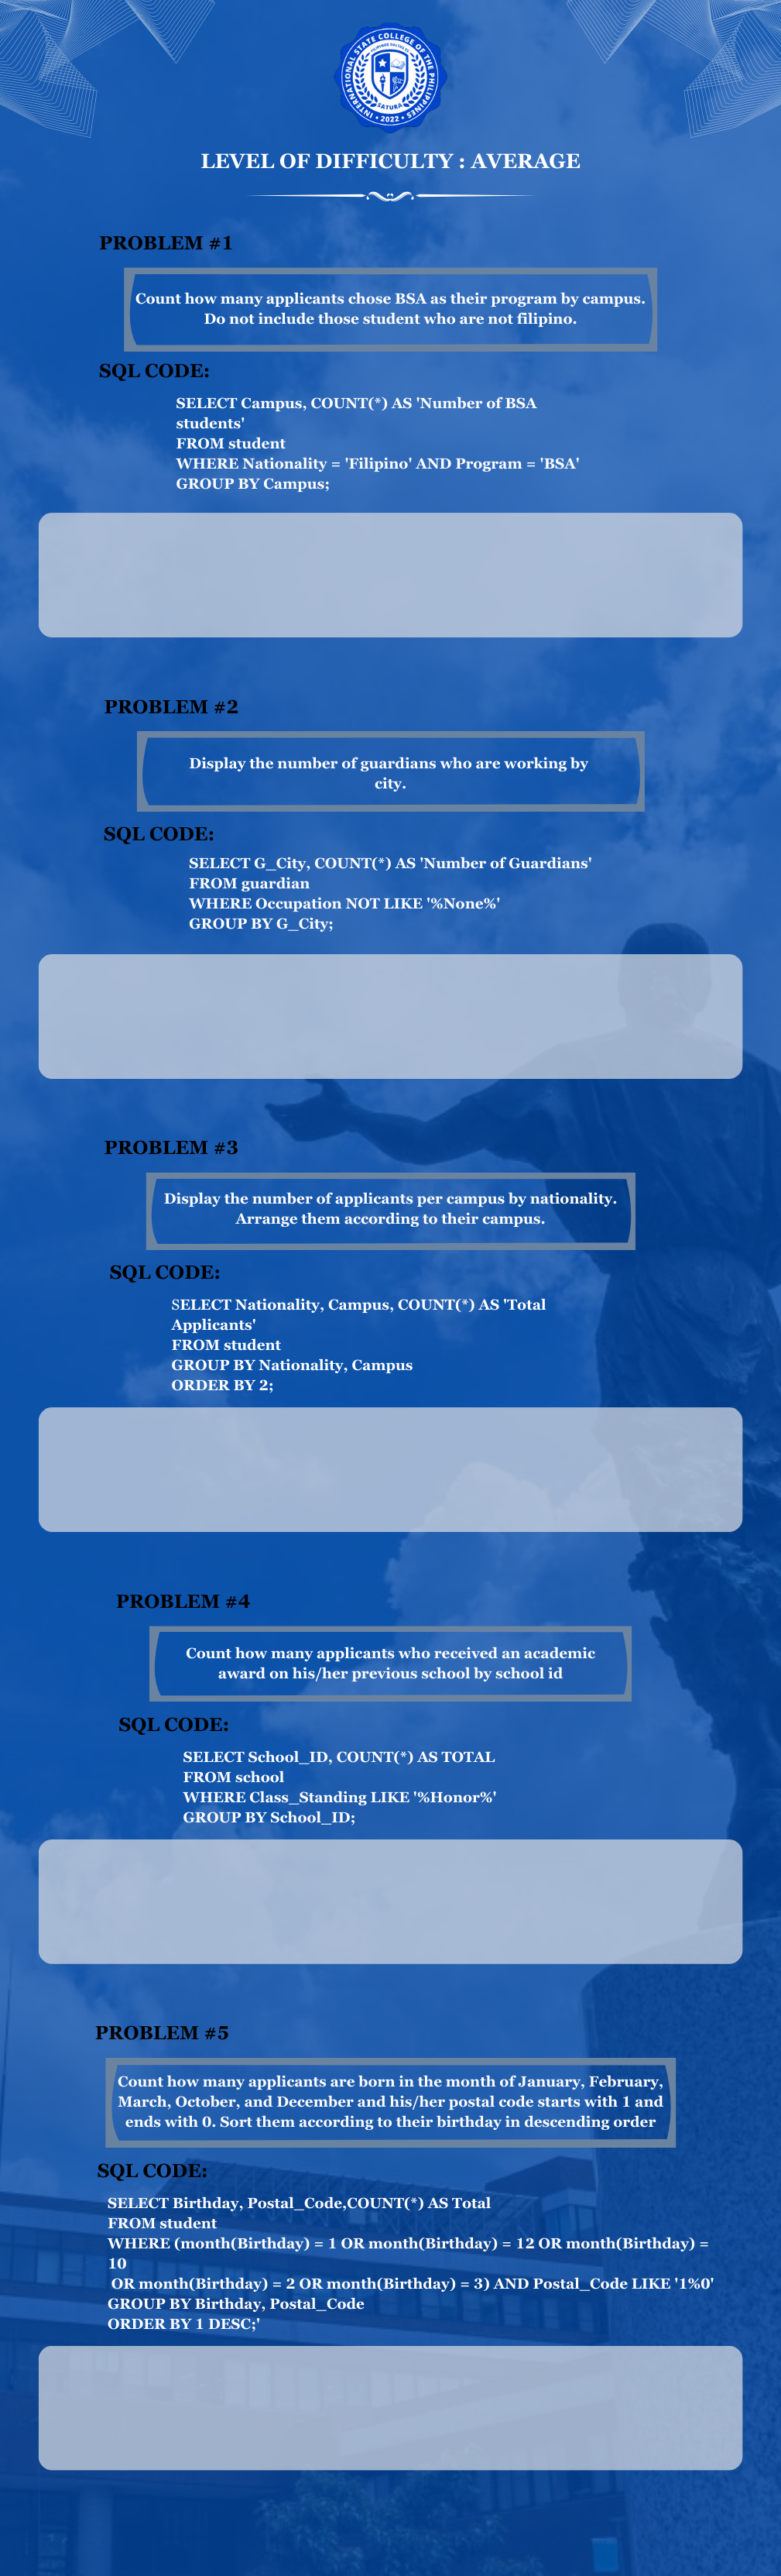 INTERNATIONAL STATE COLLEGE OF THE PHILIPPINES
SATURA
• 2022 •
LEVEL OF DIFFICULTY : AVERAGE
PROBLEM #1
Count how many applicants chose BSA as their program by campus.
Do not include those student who are not filipino.
SQL CODE:
SELECT Campus, COUNT(*) AS 'Number of BSA
students'
FROM student
WHERE Nationality = 'Filipino' AND Program = 'BSA'
GROUP BY Campus;
PROBLEM #2
Display the number of guardians who are working by
city.
SQL CODE:
SELECT G_City, COUNT(*) AS 'Number of Guardians'
FROM guardian
WHERE Occupation NOT LIKE '%None%'
GROUP BY G_City;
PROBLEM #3
Display the number of applicants per campus by nationality.
Arrange them according to their campus.
SQL CODE:
SELECT Nationality, Campus, COUNT(*) AS 'Total
Applicants'
FROM student
GROUP BY Nationality, Campus
ORDER BY 2;
PROBLEM #4
Count how many applicants who received an academic
award on his/her previous school by school id
SQL CODE:
SELECT School_ID, COUNT(*) AS TOTAL
FROM school
WHERE Class_Standing LIKE '%Honor%'
GROUP BY School_ID;
PROBLEM #5
Count how many applicants are born in the month of January, February,
March, October, and December and his/her postal code starts with 1 and
ends with 0. Sort them according to their birthday in descending order
SQL CODE:
SELECT Birthday, Postal_Code,COUNT(*) AS Total
FROM student
WHERE (month(Birthday) = 1 OR month(Birthday) = 12 OR month(Birthday) =
10
OR month(Birthday) = 2 OR month(Birthday) = 3) AND Postal_Code LIKE '1%0'
GROUP BY Birthday, Postal_Code
ORDER BY 1 DESC;'